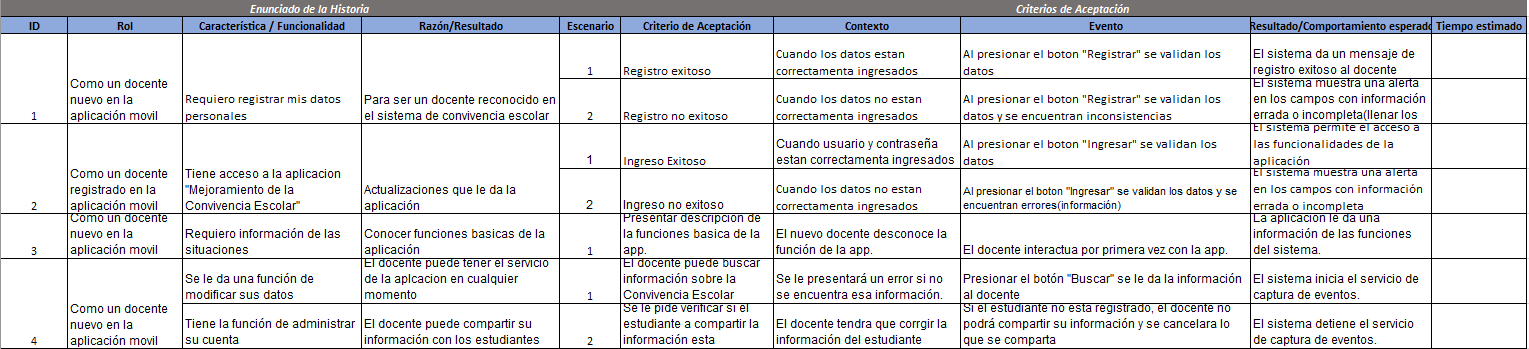 Enunciado de la Historia
Criterios de Aceptación
ID
Rol
Característica / Funcionalidad
Razón/Resultado
Escenario
Criterio de Aceptación
Contexto
Evento
Resultado/Comportamiento esperado
Tiempo estimado
1
Como un docente
nuevo en la
aplicación movil
Requiero registrar mis datos
personales
Para ser un docente reconocido en
el sistema de convivencia escolar
1
Registro exitoso
Cuando los datos estan
correctamenta ingresados
Al presionar el boton "Registrar" se validan los
datos
El sistema da un mensaje de
registro exitoso al docente
2
Registro no exitoso
Cuando los datos no estan
correctamenta ingresados
Al presionar el boton "Registrar" se validan los
datos y se encuentran inconsistencias
El sistema muestra una alerta
en los campos con información
errada o incompleta(llenar los
2
Como un docente
registrado en la
aplicación movil
Tiene acceso a la aplicacion
"Mejoramiento de la
Convivencia Escolar"
Actualizaciones que le da la
aplicación
1
Ingreso Exitoso
Cuando usuario y contraseña
estan correctamenta ingresados
Al presionar el boton "Ingresar" se validan los
datos
El sistema permite el acceso a
las funcionalidades de la
aplicación
2
Ingreso no exitoso
Cuando los datos no estan
correctamenta ingresados
Al presionar el boton "Ingresar" se validan los datos y se
encuentran errores(información)
El sistema muestra una alerta
en los campos con información
errada o incompleta
3
Como un docente
nuevo en la
aplicación movil
Requiero información de las
situaciones
Conocer funciones basicas de la
aplicación
1
Presentar descripción de
la funciones basica de la
app.
El nuevo docente desconoce la
función de la app.
El docente interactua por primera vez con la app.
La aplicación le da una
información de las funciones
del sistema.
4
Como un docente
nuevo en la
aplicación movil
Se le da una función de
modificar sus datos
El docente puede tener el servicio
de la aplcacion en cualquier
momento
1
El docente puede buscar
información sobre la
Convivencia Escolar
Se le presentará un error si no
se encuentra esa información.
Presionar el botón "Buscar" se le da la información
al docente
El sistema inicia el servicio de
captura de eventos.
Tiene la función de administrar
su cuenta
El docente puede compartir su
información con los estudiantes
2
Se le pide verificar si el
estudiante a compartir la
información esta
El docente tendra que corrgir la
información del estudiante
Si el estudiante no esta registrado, el docente no
podrá compartir su información y se cancelara lo
que se comparta
El sistema detiene el servicio
de captura de eventos.